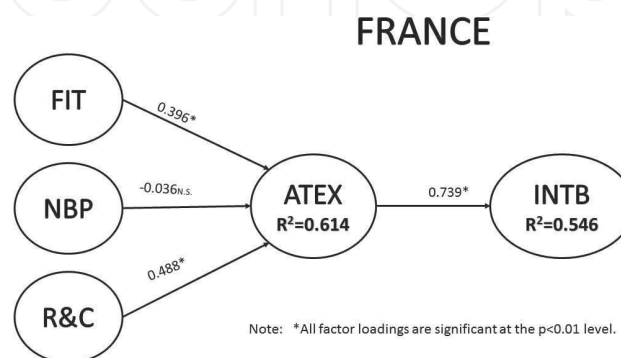 FRANCE
FIT
0.396*
NBP
-0.036N.S.
ATEX
R²=0.614
0.739*
INTB
R²=0.546
0.488*
R&C
Note: *All factor loadings are significant at the p<0.01 level.